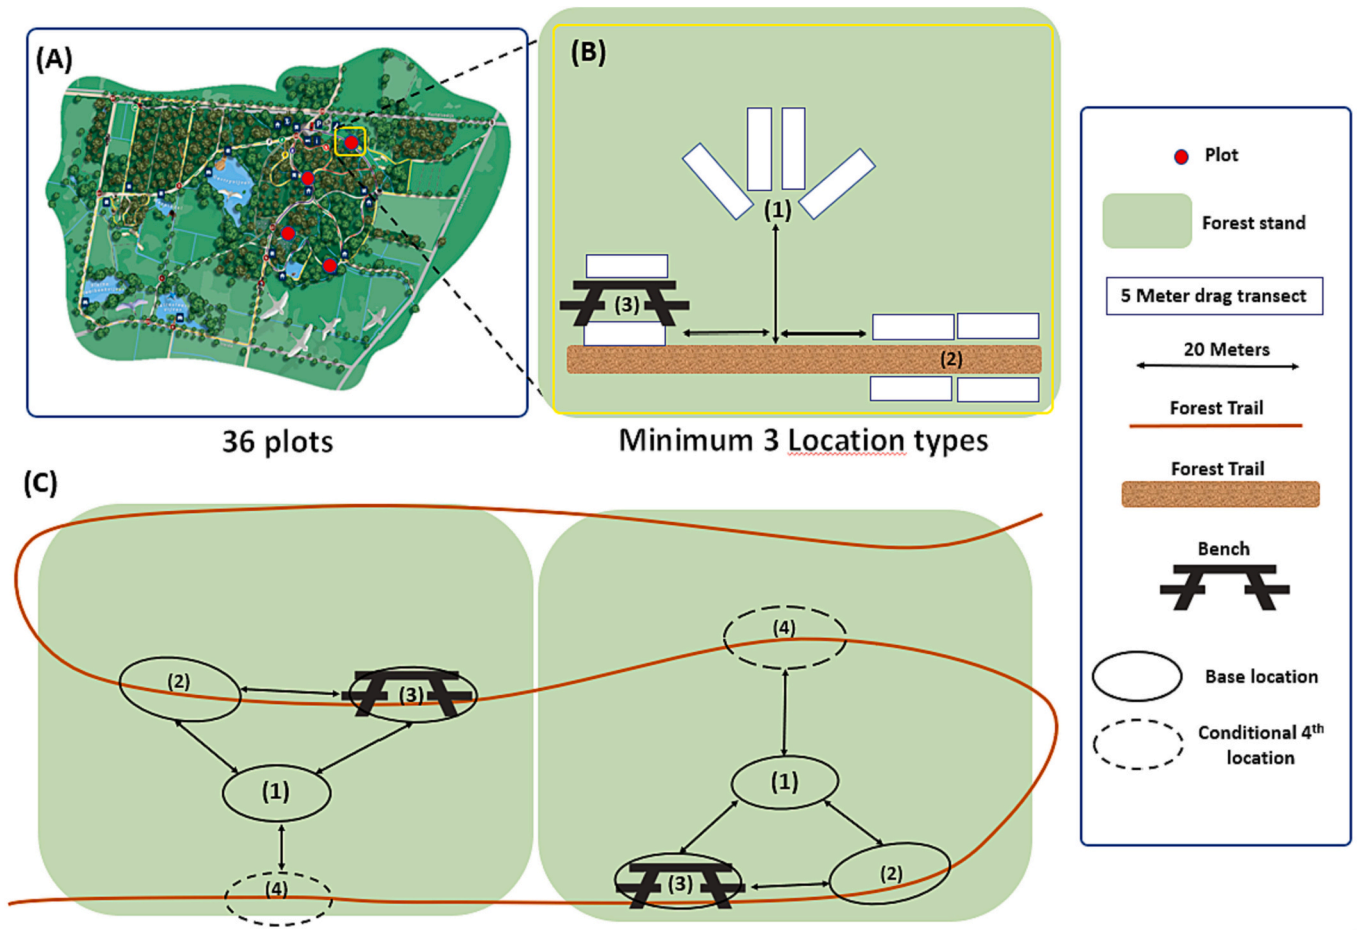 (A)
36 plots
(B)
(1)
(3)
(2)
Minimum 3 Location types
(C)
(2)
(3)
(1)
(4)
(4)
(1)
(3)
(2)
Plot
Forest stand
5 Meter drag transect
20 Meters
Forest Trail
Forest Trail
Bench
Base location
Conditional 4th
location